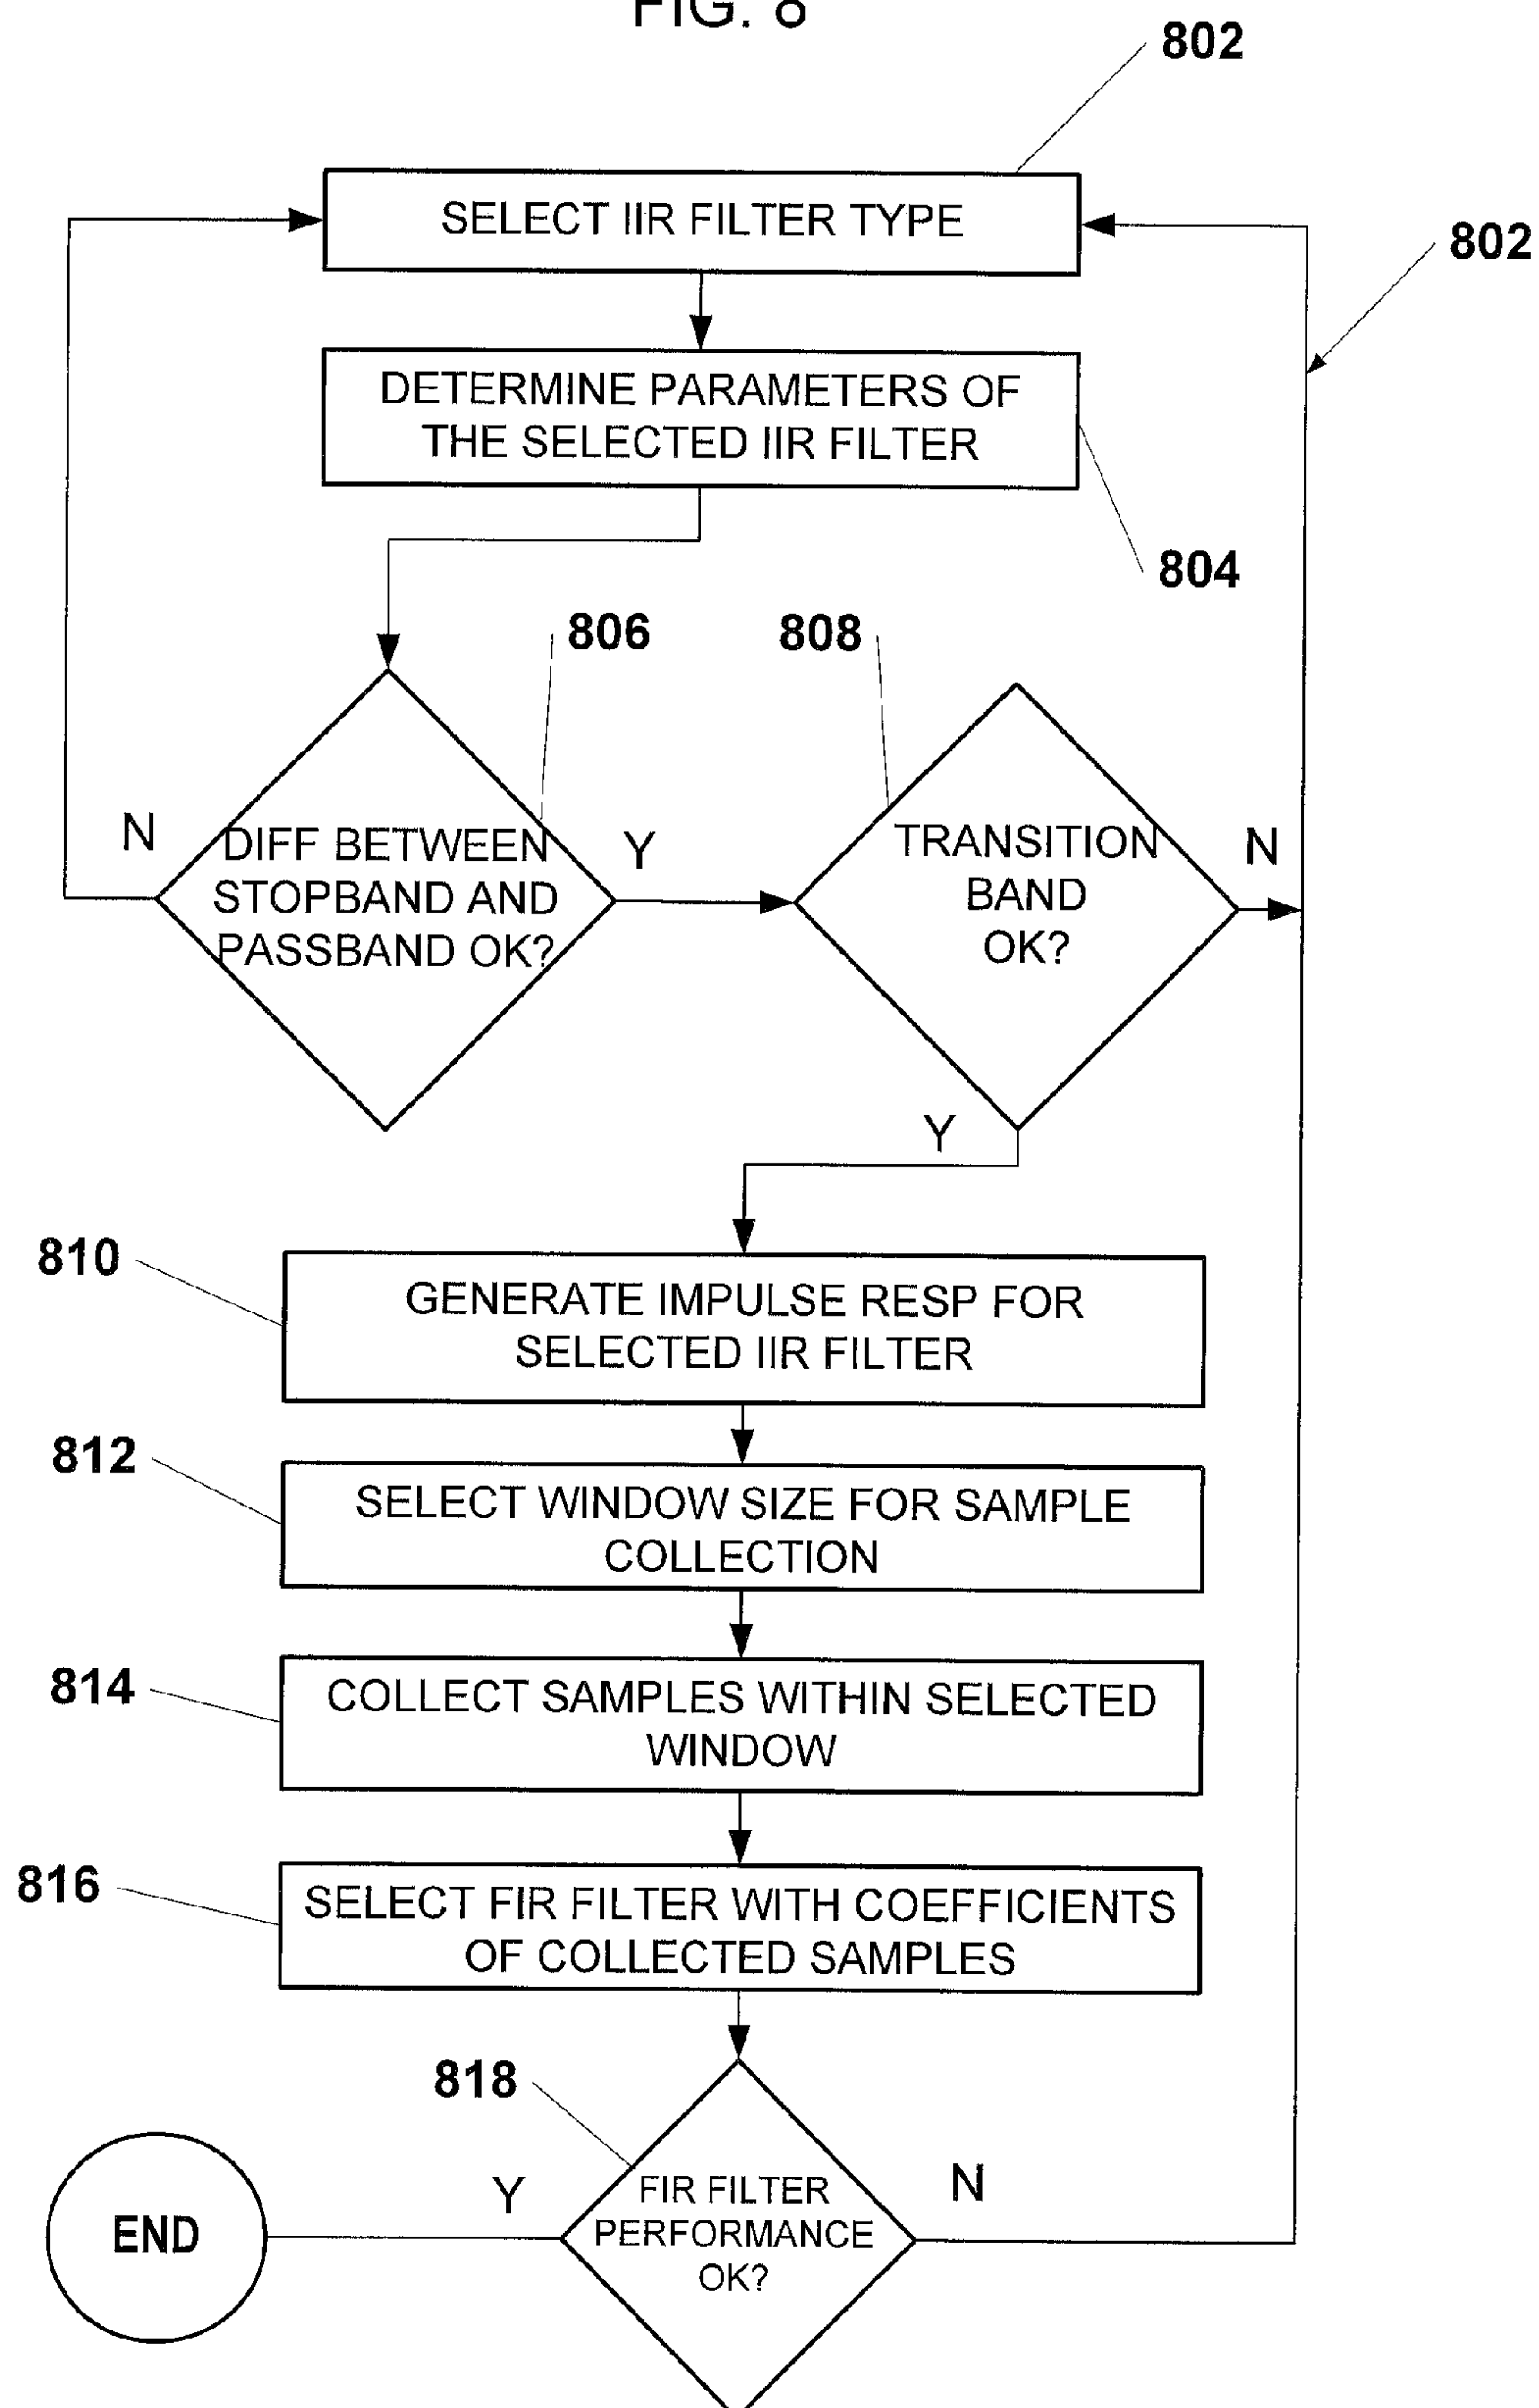 FIG. 8
802
SELECT IIR FILTER TYPE
802
DETERMINE PARAMETERS OF
THE SELECTED IIR FILTER
804
806
808
N
DIFF BETWEEN
STOPBAND AND
PASSBAND OK?
Y
TRANSITION
BAND
OK?
N
Y
810
GENERATE IMPULSE RESP FOR
SELECTED IIR FILTER
812
SELECT WINDOW SIZE FOR SAMPLE
COLLECTION
814
COLLECT SAMPLES WITHIN SELECTED
WINDOW
816
SELECT FIR FILTER WITH COEFFICIENTS
OF COLLECTED SAMPLES
818
END
Y
FIR FILTER
PERFORMANCE
OK?
N